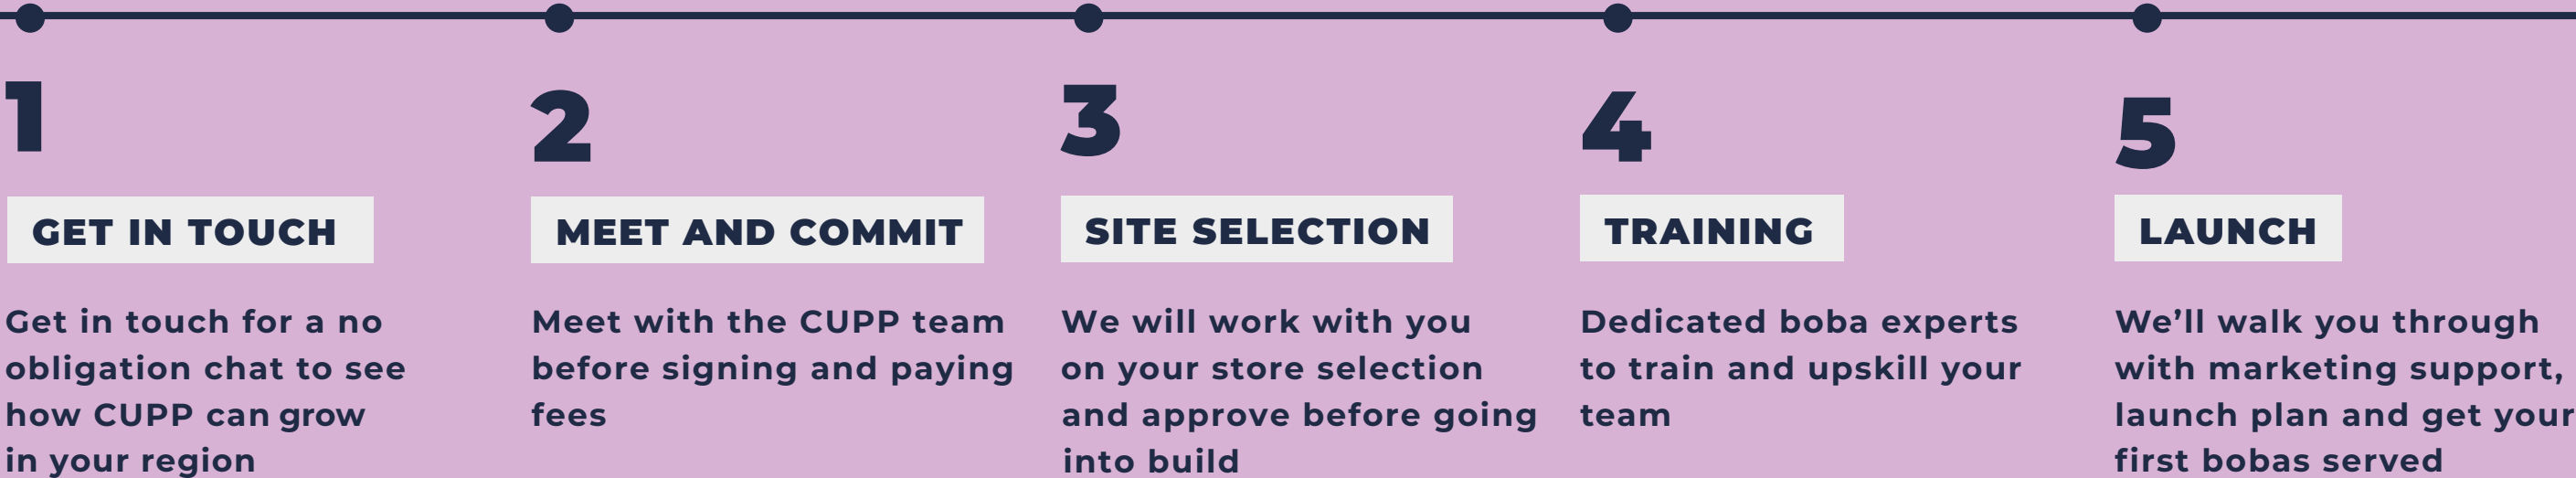 1
GET IN TOUCH
Get in touch for a no
obligation chat to see
how CUPP can grow
in your region
2
MEET AND COMMIT
Meet with the CUPP team
before signing and paying
fees
3
SITE SELECTION
We will work with you
on your store selection
and approve before going
into build
4
TRAINING
Dedicated boba experts
to train and upskill your
team
5
LAUNCH
We’ll walk you through
with marketing support,
launch plan and get your
first bobas served